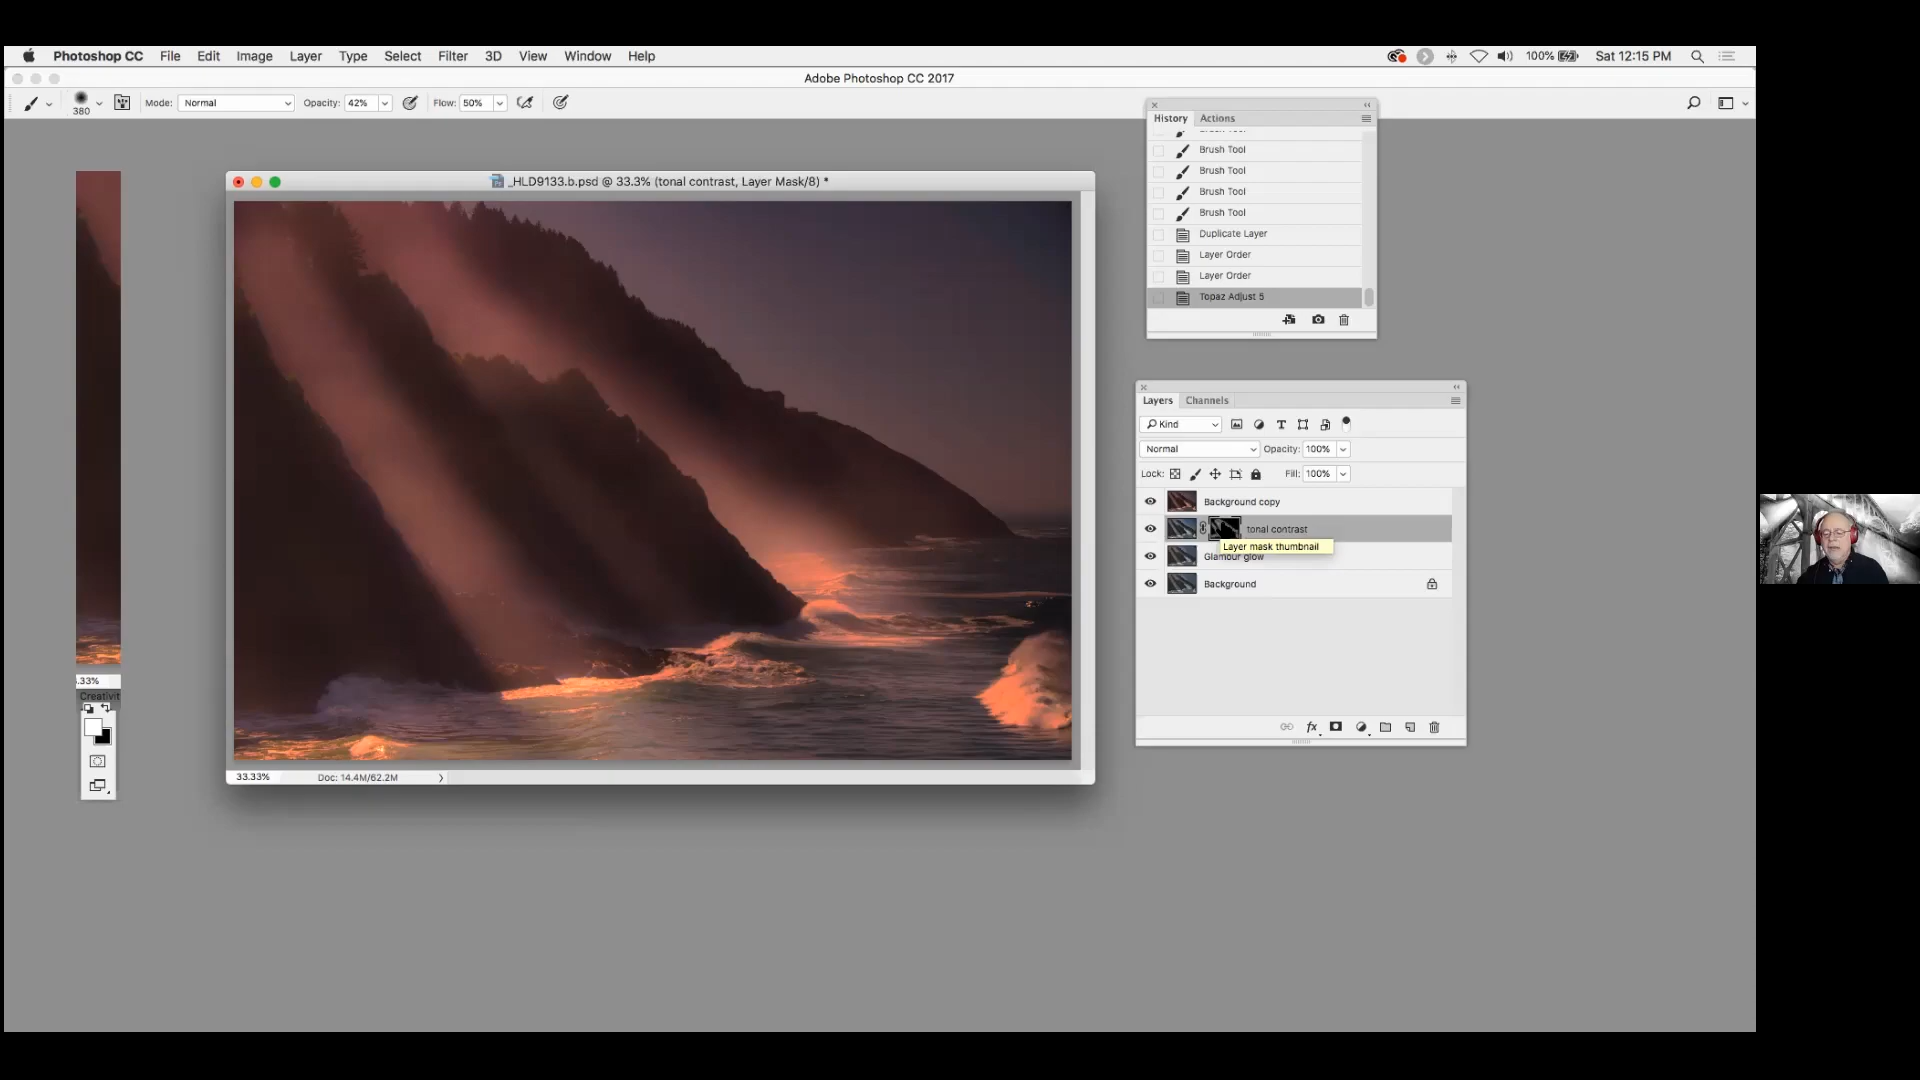 Photoshop CC File Edit Image Layer Type Select Filter 3D View Window Help 100% Sat 12:15 PM
Adobe Photoshop CC 2017
380 Mode: Normal Opacity: 42% Flow: 50%
History Actions
Brush Tool
Brush Tool
Brush Tool
Brush Tool
Brush Tool
Duplicate Layer
Layer Order
Layer Order
Topaz Adjust 5
_HLD9133.b.psd @ 33.3% (tonal contrast, Layer Mask/8) *
33.33% Doc: 14.4M/62.2M
.33%
Creativit
Layers Channels
Kind
Normal Opacity: 100%
Lock: Fill: 100%
Background copy
tonal contrast
Layer mask thumbnail
Glamour glow
Background
fx